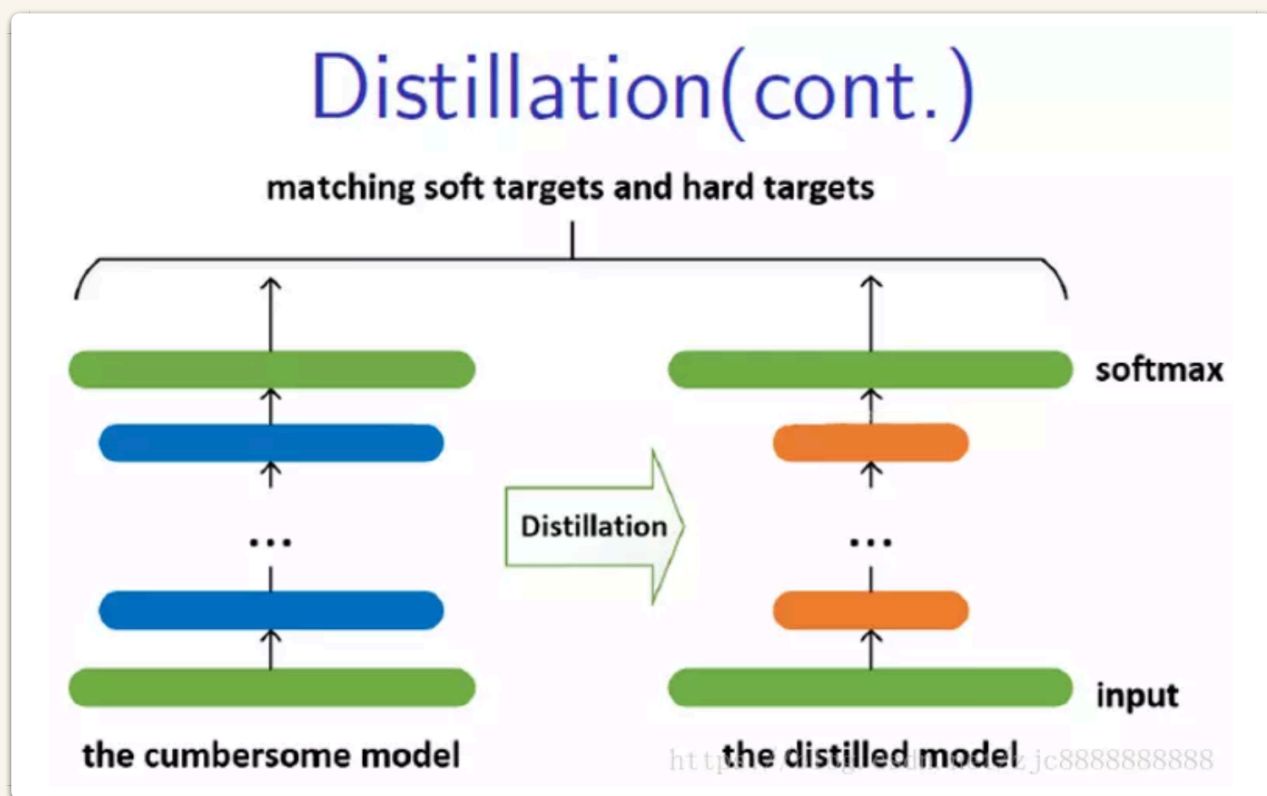 Distillation(cont.)
matching soft targets and hard targets
softmax
Distillation
...
...
input
the cumbersome model
the distilled model